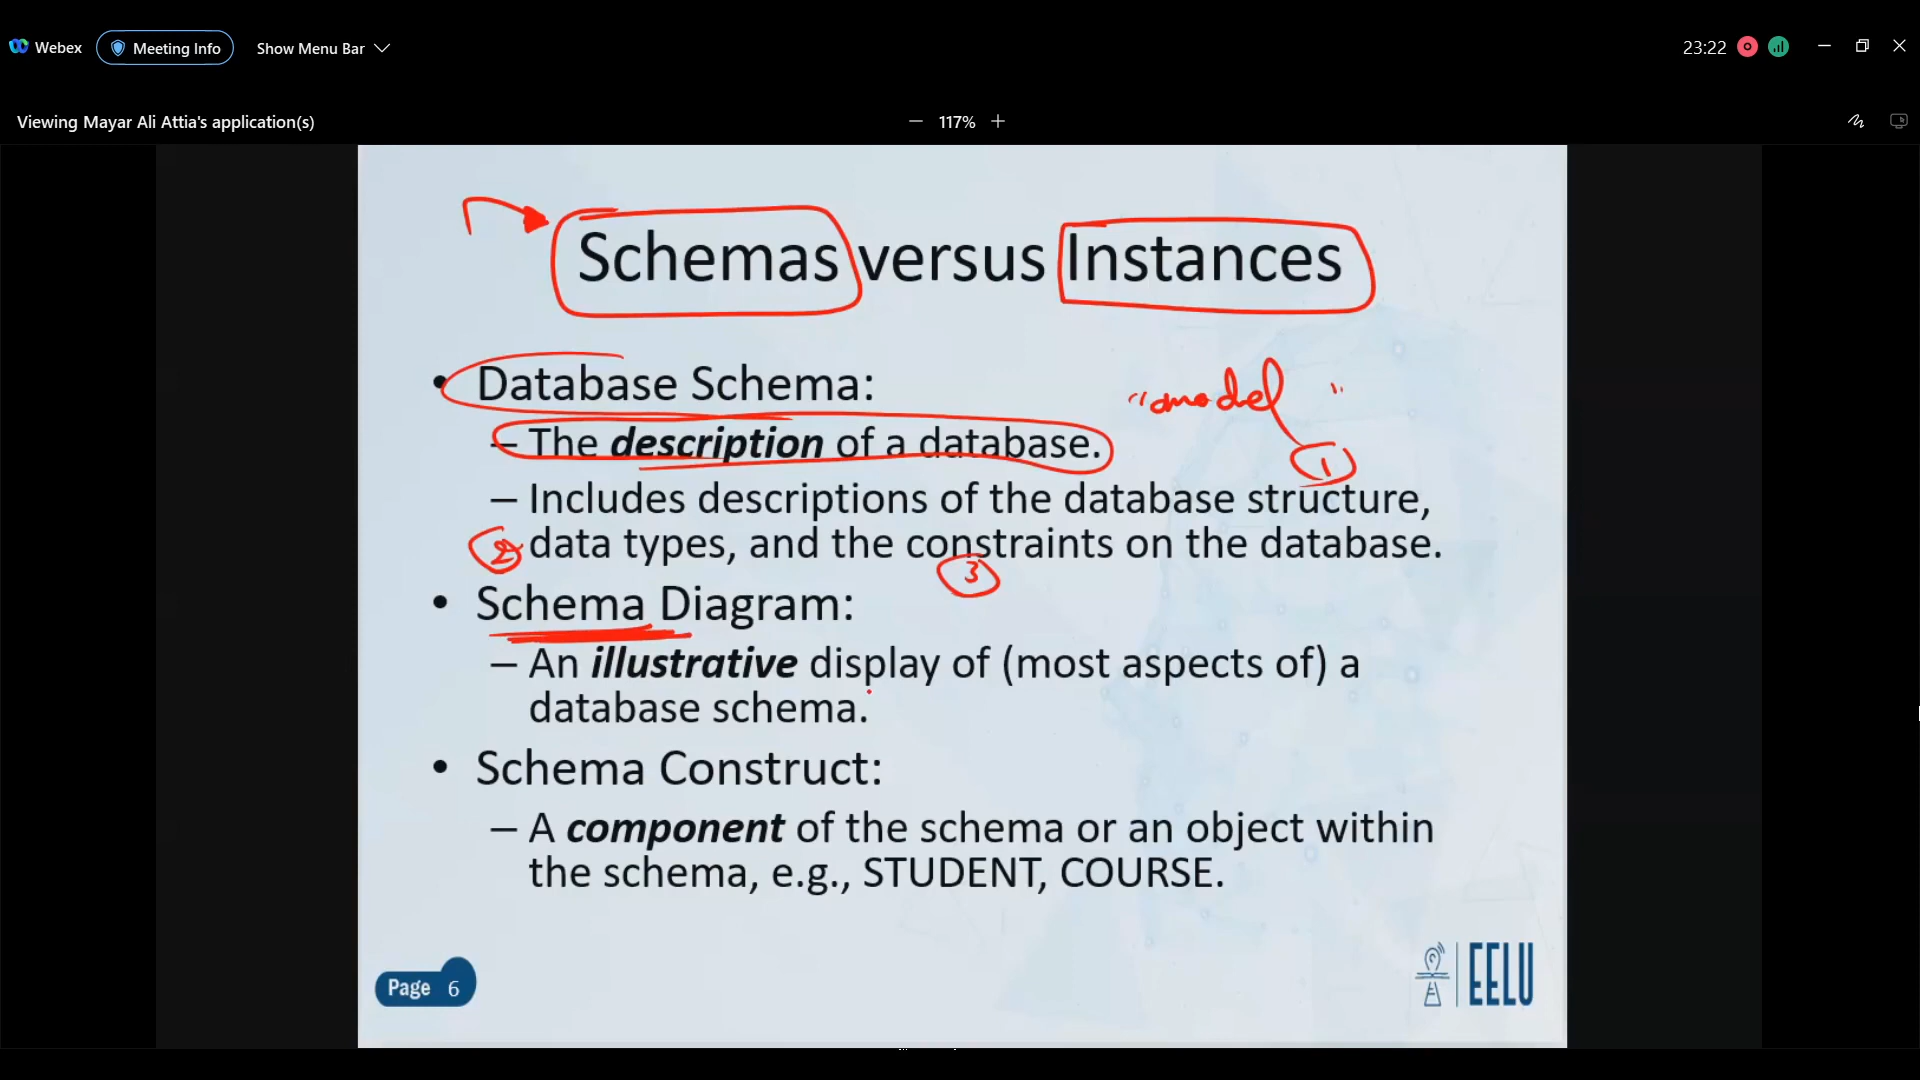 Webex
Meeting Info
Show Menu Bar
23:22
Viewing Mayar Ali Attia's application(s)
117%
Schemas versus Instances
• Database Schema:
"model"
– The description of a database.
1
– Includes descriptions of the database structure,
2 data types, and the constraints on the database.
3
• Schema Diagram:
– An illustrative display of (most aspects of) a
database schema.
• Schema Construct:
– A component of the schema or an object within
the schema, e.g., STUDENT, COURSE.
Page 6
EELU